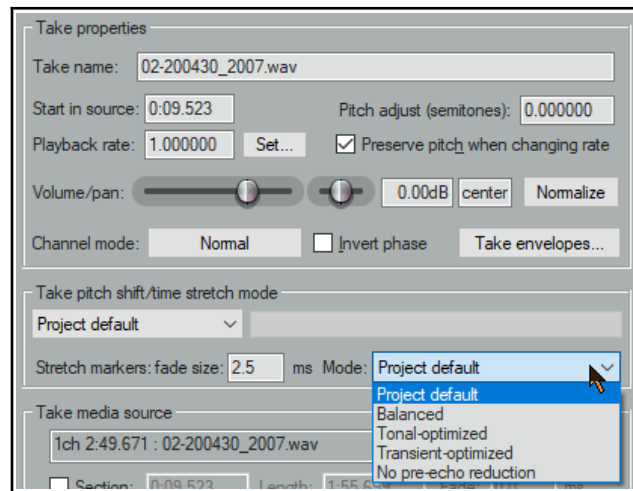 Take properties
Take name: 02-200430_2007.wav
Start in source: 0:09.523 Pitch adjust (semitones): 0.000000
Playback rate: 1.000000 Set... Preserve pitch when changing rate
Volume/pan: 0.00dB center Normalize
Channel mode: Normal Invert phase Take envelopes...
Take pitch shift/time stretch mode
Project default
Stretch markers: fade size: 2.5 ms Mode: Project default
Project default
Balanced
Tonal-optimized
Transient-optimized
No pre-echo reduction
Take media source
1ch 2:49.671 : 02-200430_2007.wav
Section: 0:09.523 Length: Fade: ms